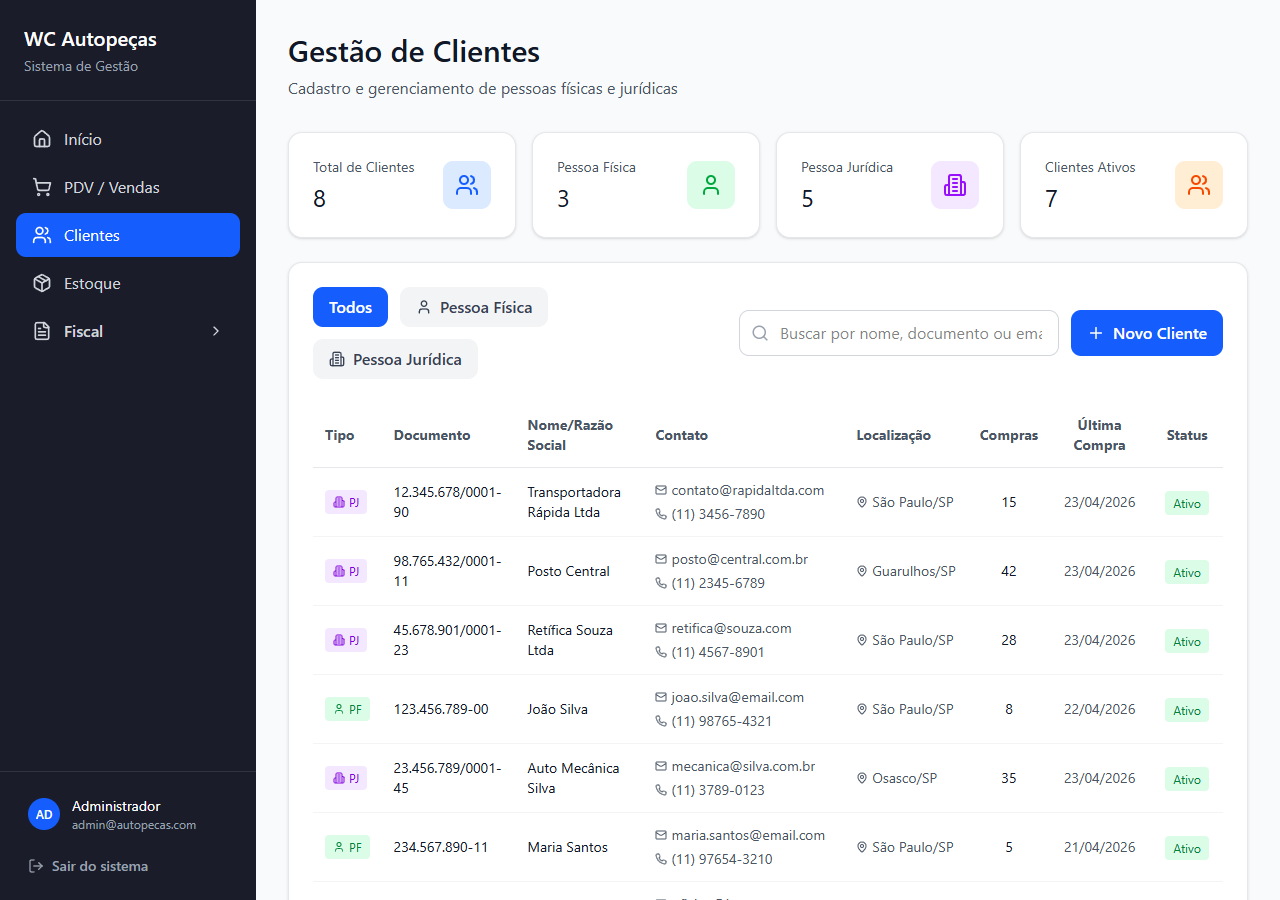 WC Autopeças
Sistema de Gestão
Início
PDV / Vendas
Clientes
Estoque
Fiscal
Administrador
AD
admin@autopecas.com
Sair do sistema
Gestão de Clientes
Cadastro e gerenciamento de pessoas físicas e jurídicas
Total de Clientes
8
Pessoa Física
3
Pessoa Jurídica
5
Clientes Ativos
7
Todos
Pessoa Física
Pessoa Jurídica
Buscar por nome, documento ou ema
Novo Cliente
Tipo Documento Nome/Razão Social Contato Localização Compras Última Compra Status
PJ 12.345.678/0001-90 Transportadora Rápida Ltda contato@rapidaltda.com (11) 3456-7890 São Paulo/SP 15 23/04/2026 Ativo
PJ 98.765.432/0001-11 Posto Central posto@central.com.br (11) 2345-6789 Guarulhos/SP 42 23/04/2026 Ativo
PJ 45.678.901/0001-23 Retífica Souza Ltda retifica@souza.com (11) 4567-8901 São Paulo/SP 28 23/04/2026 Ativo
PF 123.456.789-00 João Silva joao.silva@email.com (11) 98765-4321 São Paulo/SP 8 22/04/2026 Ativo
PJ 23.456.789/0001-45 Auto Mecânica Silva mecanica@silva.com.br (11) 3789-0123 Osasco/SP 35 23/04/2026 Ativo
PF 234.567.890-11 Maria Santos maria.santos@email.com (11) 97654-3210 São Paulo/SP 5 21/04/2026 Ativo